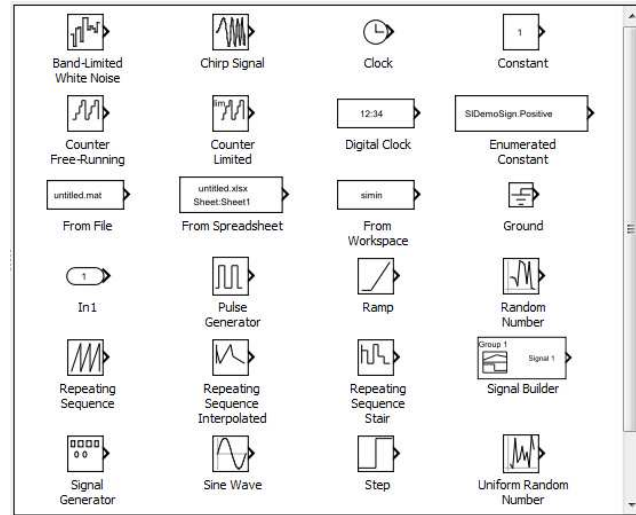 Band-Limited
White Noise
Chirp Signal
Clock
1
Constant
Counter
Free-Running
lim
Counter
Limited
12:34
Digital Clock
SlDemoSign.Positive
Enumerated
Constant
untitled.mat
From File
untitled.xlsx
Sheet:Sheet1
From Spreadsheet
simin
From
Workspace
Ground
1
In1
Pulse
Generator
Ramp
Random
Number
Repeating
Sequence
Repeating
Sequence
Interpolated
Repeating
Sequence
Stair
Group 1
Signal 1
Signal Builder
Signal
Generator
Sine Wave
Step
Uniform Random
Number